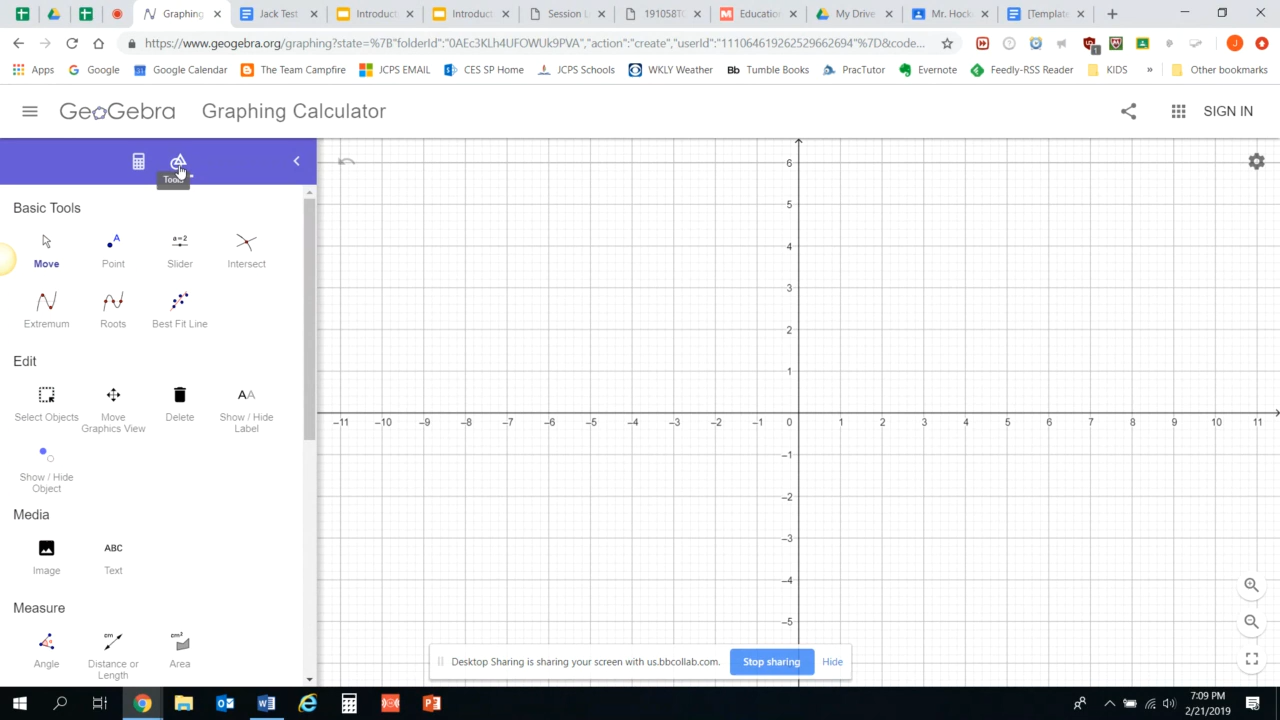 Graphing
Jack Test
Introduct
Introduct
Session L
191058TC
Education
My Drive
Mr. Hock
[Template
https://www.geogebra.org/graphing?state=%7B"folderId":"0AEc3KLh4UFOWUk9PVA","action":"create","userId":"111064619262529662694"%7D&code...
Apps
Google
Google Calendar
The Team Campfire
JCPS EMAIL
CES SP Home
JCPS Schools
WKLY Weather
Bb Tumble Books
PracTutor
Evernote
Feedly-RSS Reader
KIDS
»
Other bookmarks
GeoGebra
Graphing Calculator
SIGN IN
Tools
Basic Tools
Move
A
Point
a=2
Slider
Intersect
Extremum
Roots
Best Fit Line
Edit
Select Objects
Move
Graphics View
Delete
AA
Show / Hide
Label
Show / Hide
Object
Media
Image
ABC
Text
Measure
Angle
cm
Distance or
Length
cm²
Area
6
5
4
3
2
1
–11 –10 –9 –8 –7 –6 –5 –4 –3 –2 –1 0 1 2 3 4 5 6 7 8 9 10 11
–1
–2
–3
–4
–5
Desktop Sharing is sharing your screen with us.bbcollab.com.
Stop sharing
Hide
7:09 PM
2/21/2019